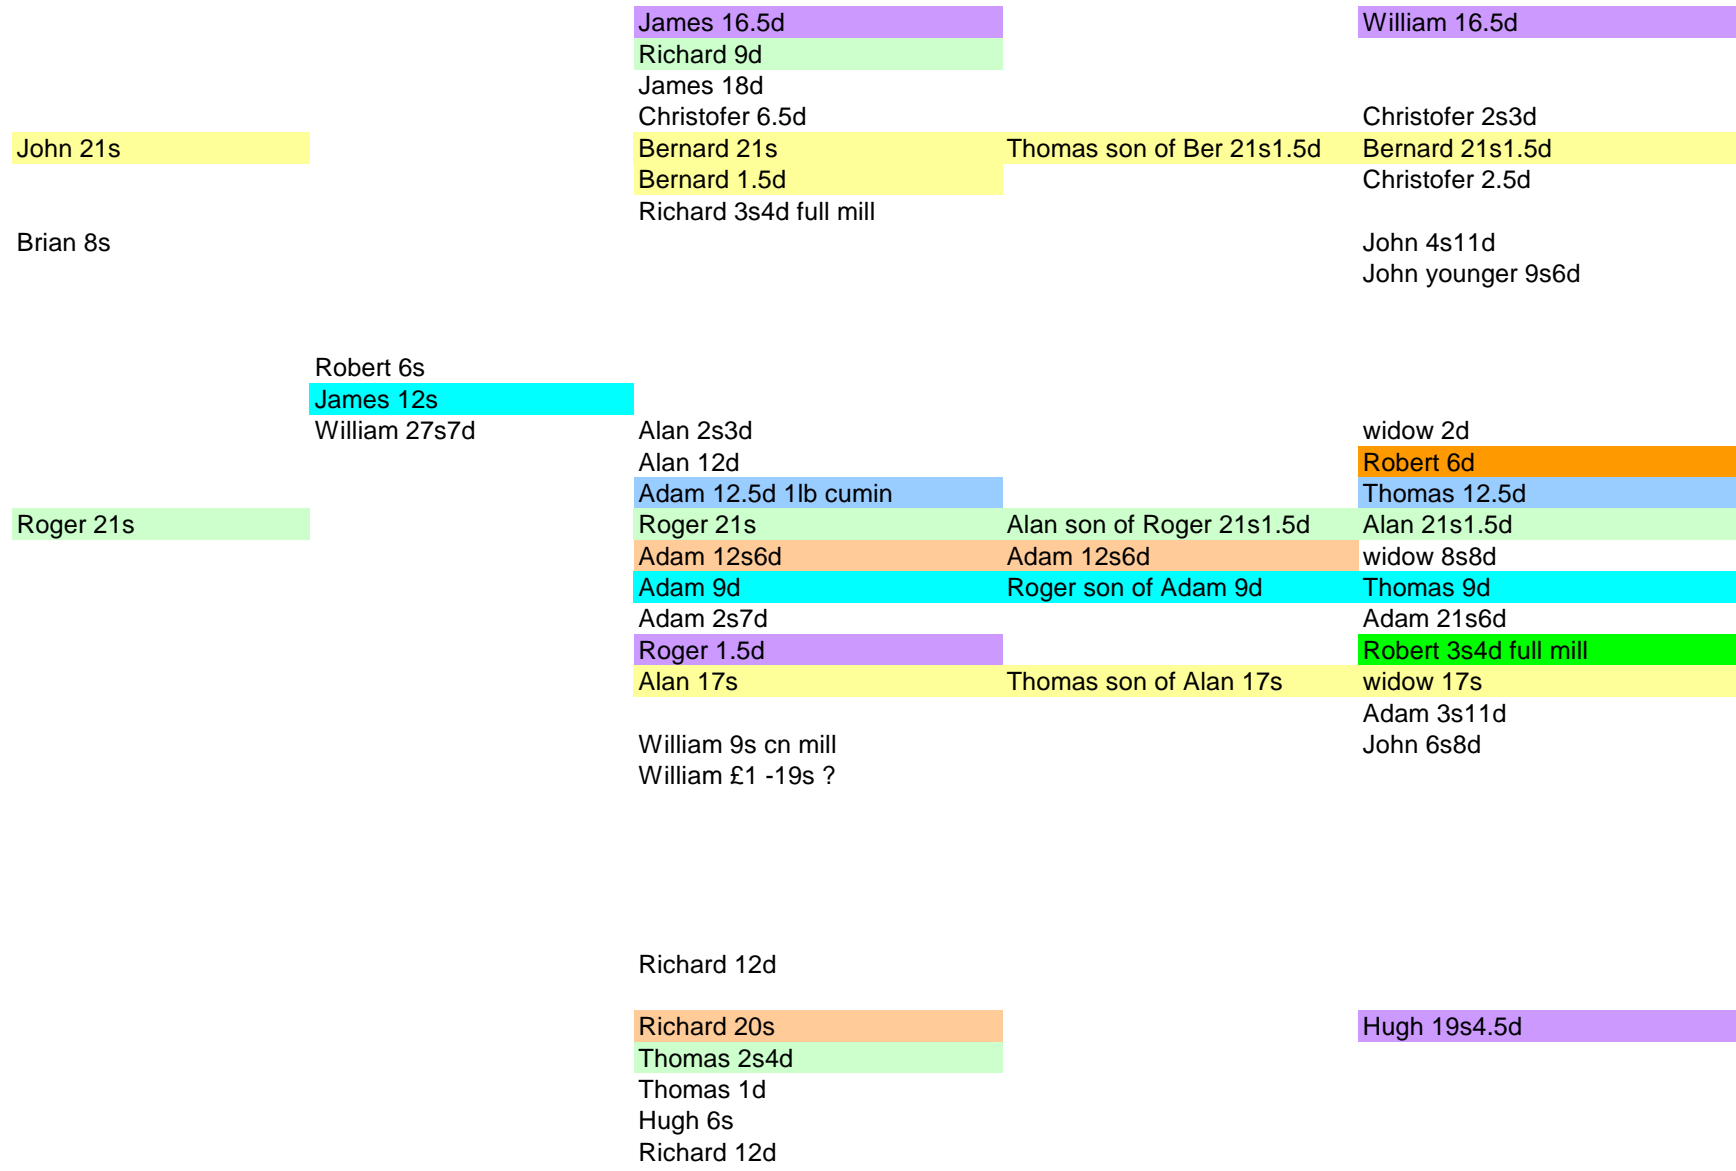 James 16.5d William 16.5d
Richard 9d
James 18d
Christofer 6.5d Christofer 2s3d
John 21s Bernard 21s Thomas son of Ber 21s1.5d Bernard 21s1.5d
Bernard 1.5d Christofer 2.5d
Richard 3s4d full mill
Brian 8s John 4s11d
John younger 9s6d
Robert 6s
James 12s
William 27s7d Alan 2s3d widow 2d
Alan 12d Robert 6d
Adam 12.5d 1lb cumin Thomas 12.5d
Roger 21s Roger 21s Alan son of Roger 21s1.5d Alan 21s1.5d
Adam 12s6d Adam 12s6d widow 8s8d
Adam 9d Roger son of Adam 9d Thomas 9d
Adam 2s7d Adam 21s6d
Roger 1.5d Robert 3s4d full mill
Alan 17s Thomas son of Alan 17s widow 17s
Adam 3s11d
William 9s cn mill John 6s8d
William £1 -19s ?
Richard 12d
Richard 20s Hugh 19s4.5d
Thomas 2s4d
Thomas 1d
Hugh 6s
Richard 12d